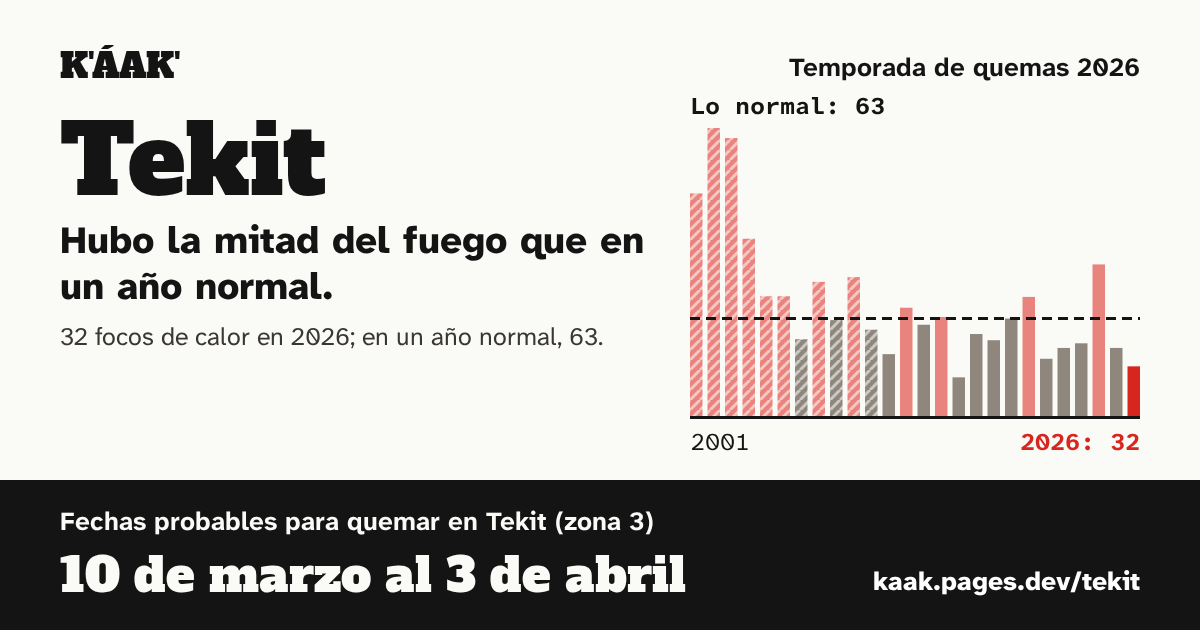 K'ÁAK'
Tekit
Hubo la mitad del fuego que en
un año normal.
32 focos de calor en 2026; en un año normal, 63.
Temporada de quemas 2026
Lo normal: 63
2001
2026: 32
Fechas probables para quemar en Tekit (zona 3)
10 de marzo al 3 de abril
kaak.pages.dev/tekit